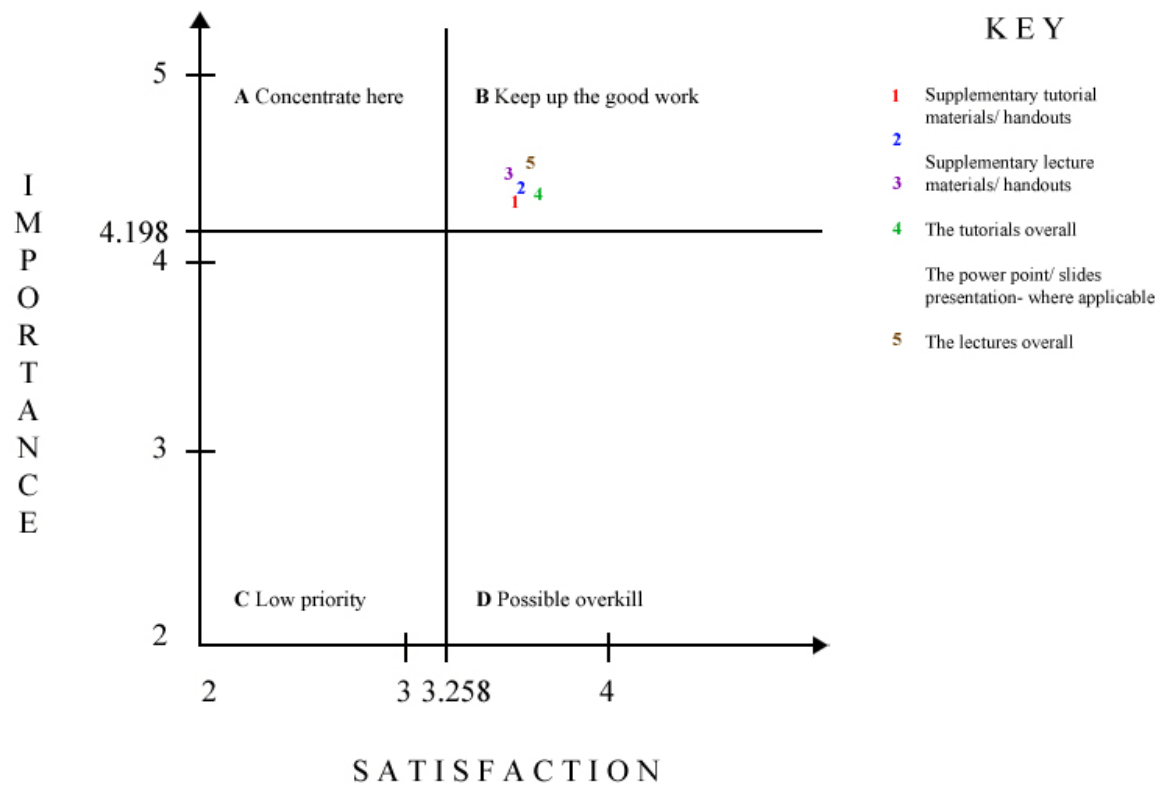 KEY
5
A Concentrate here
B Keep up the good work
1 Supplementary tutorial
materials/ handouts
2
Supplementary lecture
3 materials/ handouts
4 The tutorials overall
The power point/ slides
presentation- where applicable
5 The lectures overall
5
3
2
4
1
IMPORTANCE
4.198
4
3
C Low priority
D Possible overkill
2
2
3
3.258
4
SATISFACTION